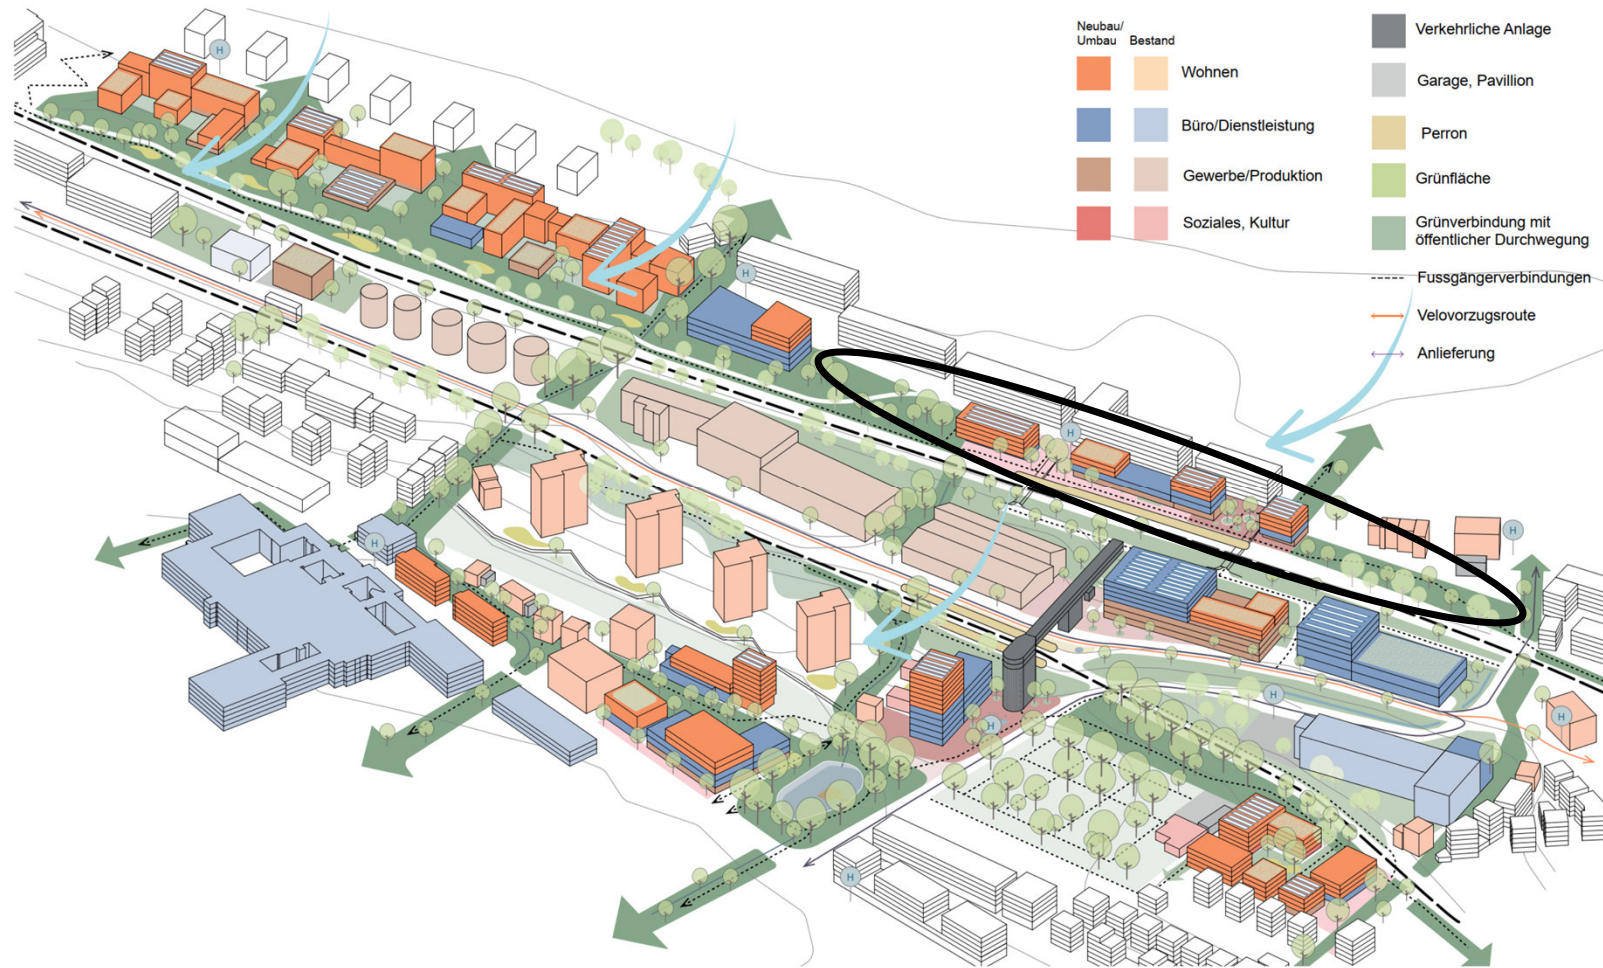 Neubau/
Umbau Bestand
Wohnen
Büro/Dienstleistung
Gewerbe/Produktion
Soziales, Kultur
Verkehrliche Anlage
Garage, Pavillion
Perron
Grünfläche
Grünverbindung mit
öffentlicher Durchwegung
Fussgängerverbindungen
Velovorzugsroute
Anlieferung
H
H
H
H
H
H
H
H
H
H